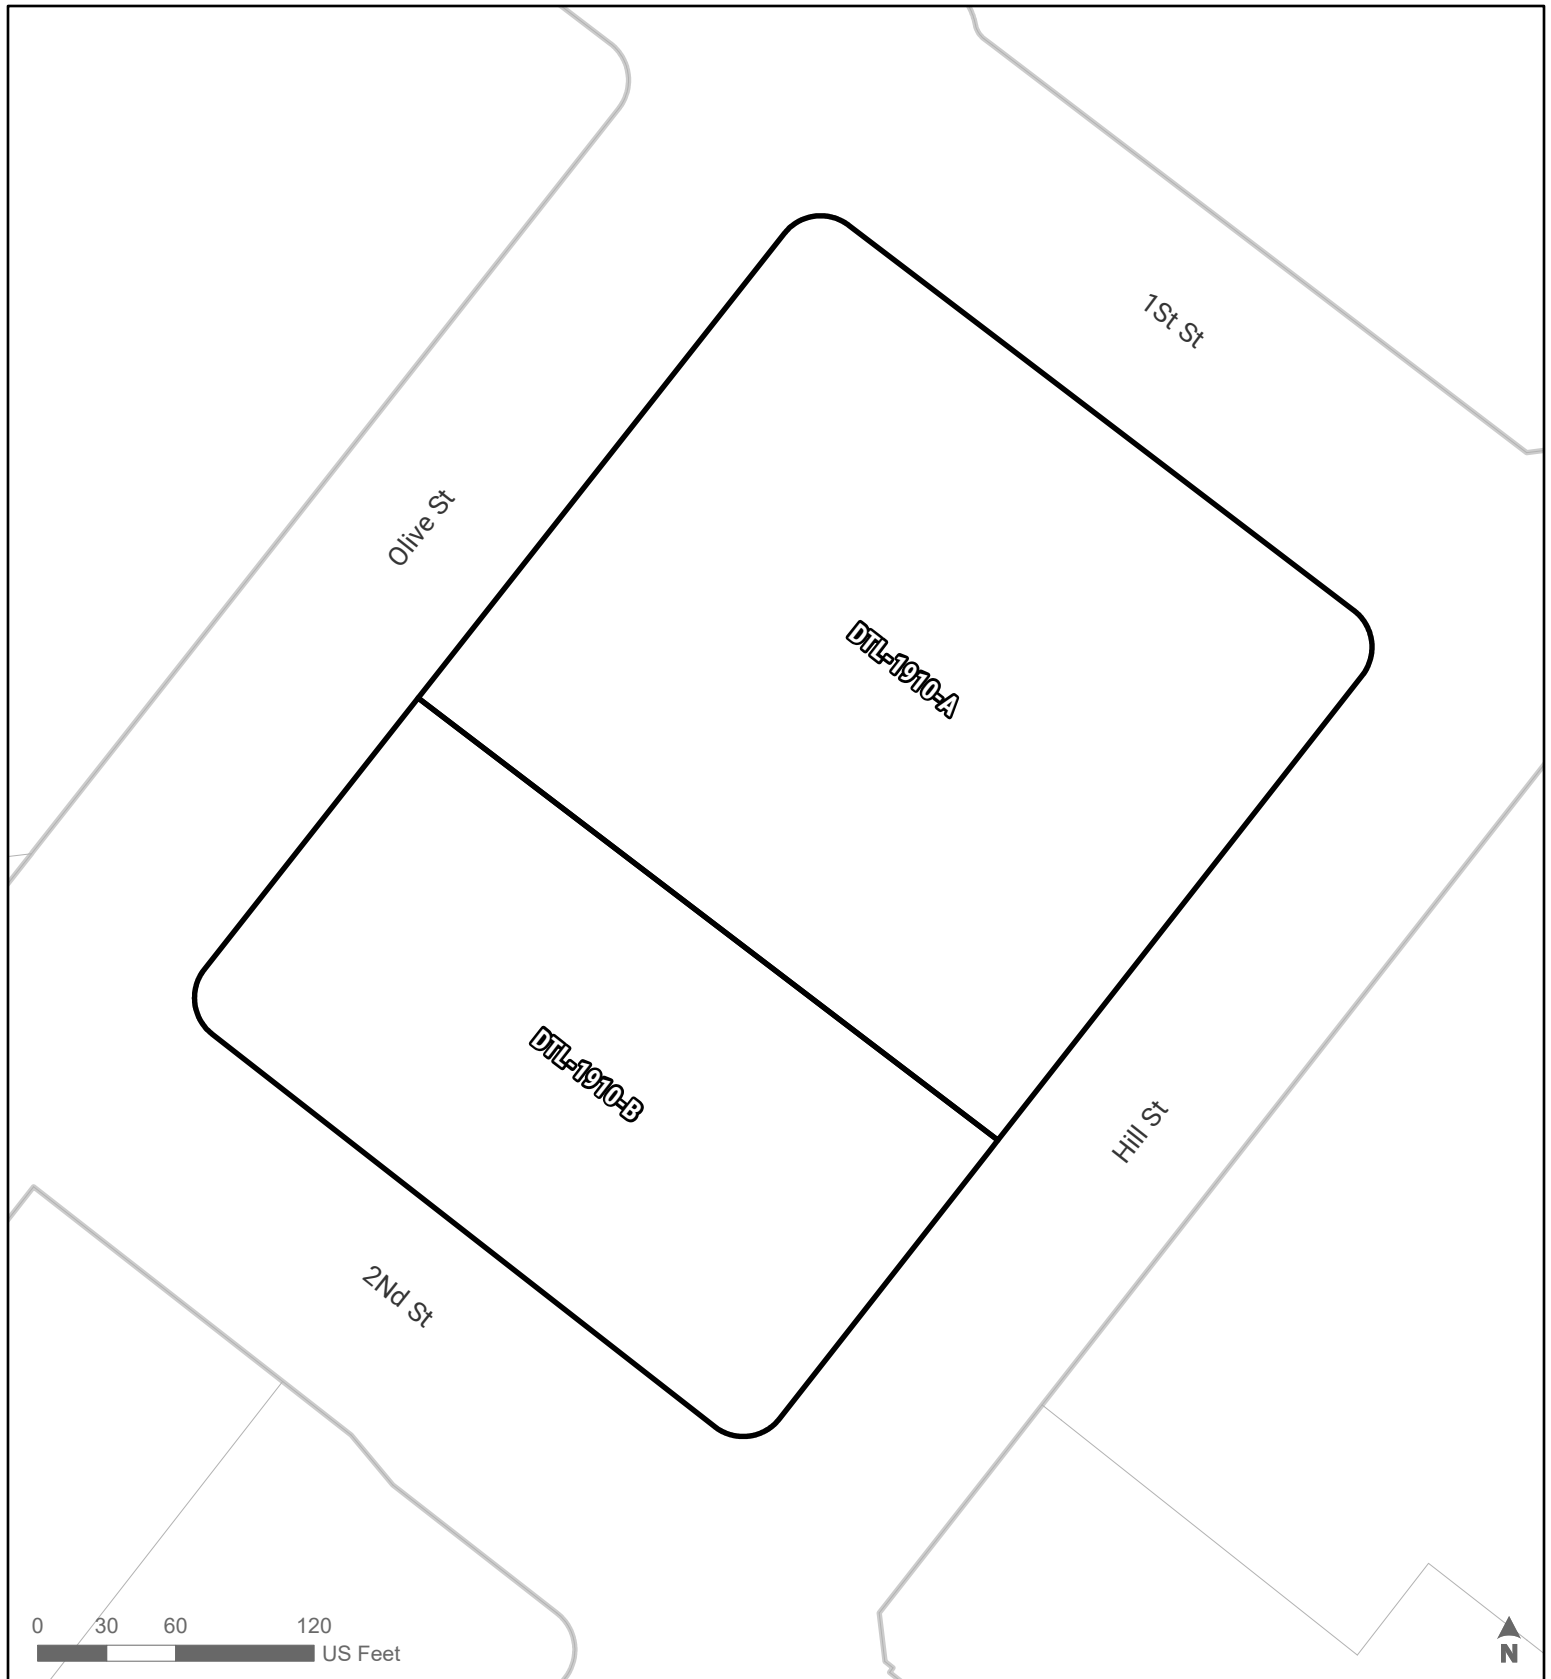 1St St
Olive St
DTL-1910-A
DTL-1910-B
Hill St
2Nd St
0 30 60 120
US Feet
N